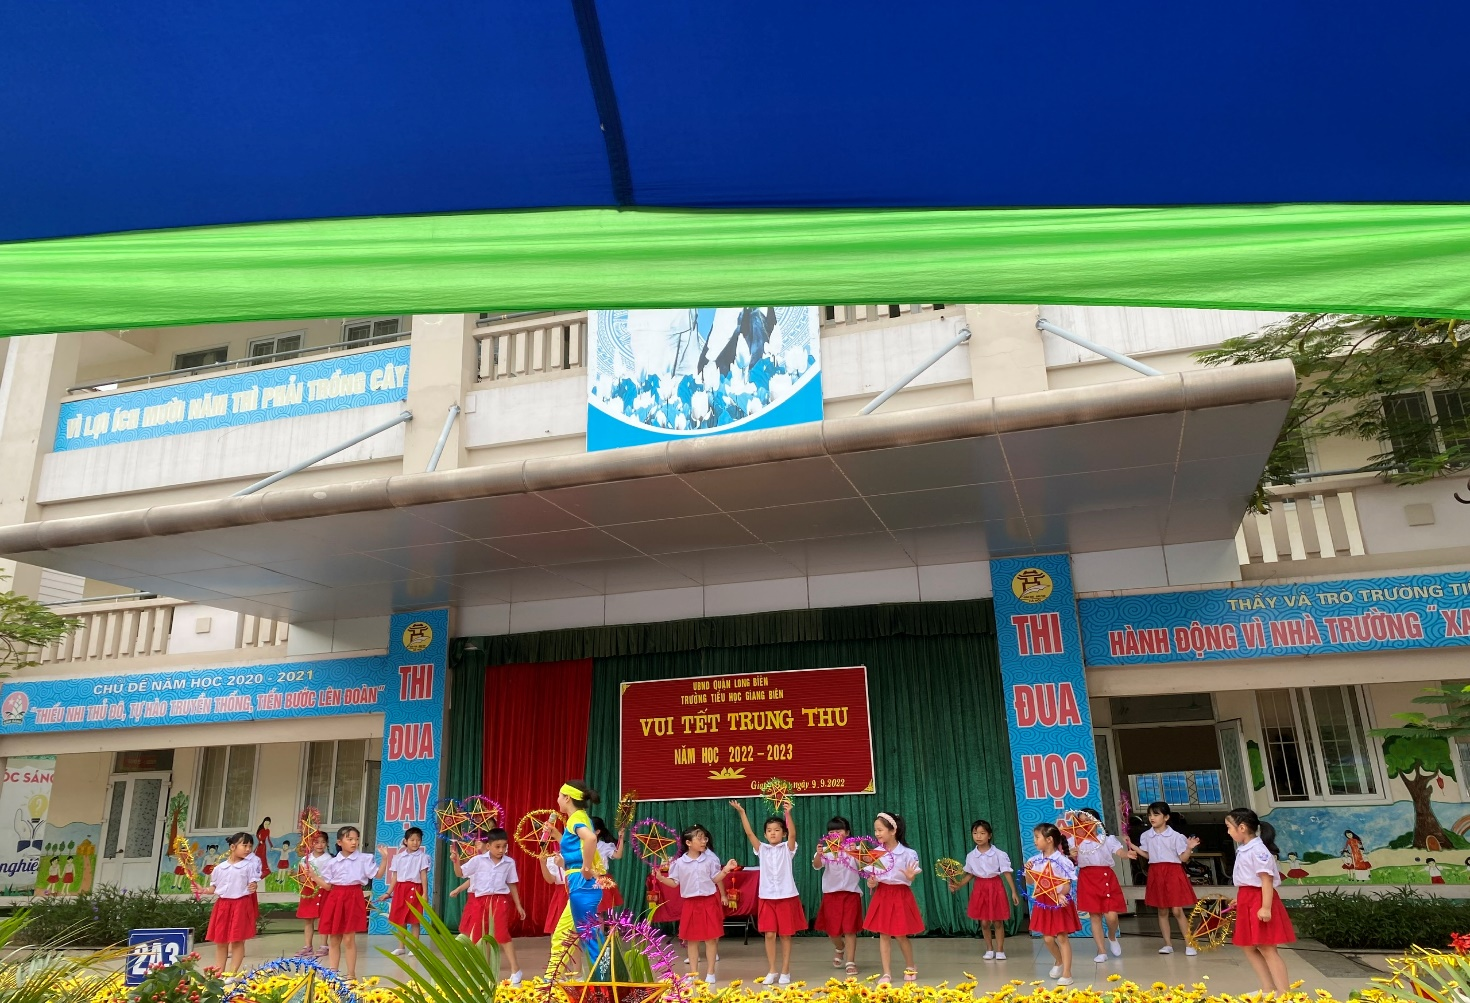 VÌ LỢI ÍCH MƯỜI NĂM THÌ PHẢI TRỒNG CÂY
CHỦ ĐỀ NĂM HỌC 2020 - 2021
"THIẾU NHI THỦ ĐÔ, TỰ HÀO TRUYỀN THỐNG, TIẾN BƯỚC LÊN ĐOÀN"
THI
ĐUA
DẠY
UBND QUẬN LONG BIÊN
TRƯỜNG TIỂU HỌC GIANG BIÊN
VUI TẾT TRUNG THU
NĂM HỌC 2022 - 2023
ngày 9.9.2022
THI
ĐUA
HỌC
THẦY VÀ TRÒ TRƯỜNG
HÀNH ĐỘNG VÌ NHÀ TRƯỜNG
2A3